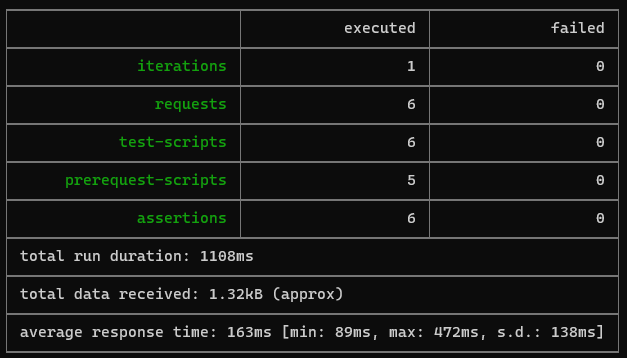 executed failed
iterations 1 0
requests 6 0
test-scripts 6 0
prerequest-scripts 5 0
assertions 6 0
total run duration: 1108ms
total data received: 1.32kB (approx)
average response time: 163ms [min: 89ms, max: 472ms, s.d.: 138ms]